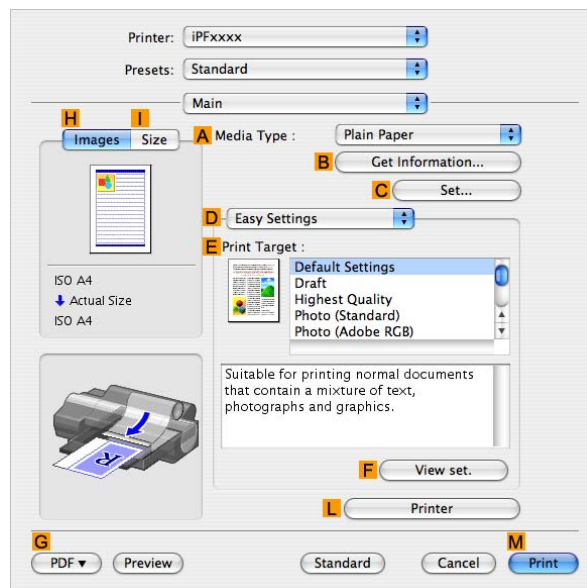 Printer: iPFxxxx
Presets: Standard
Main
H I
Images Size
A Media Type : Plain Paper
B Get Information...
C Set...
D Easy Settings
E Print Target :
Default Settings
Draft
Highest Quality
Photo (Standard)
Photo (Adobe RGB)
ISO A4
Actual Size
ISO A4
Suitable for printing normal documents
that contain a mixture of text,
photographs and graphics.
R
F View set.
L Printer
G M
PDF Preview Standard Cancel Print